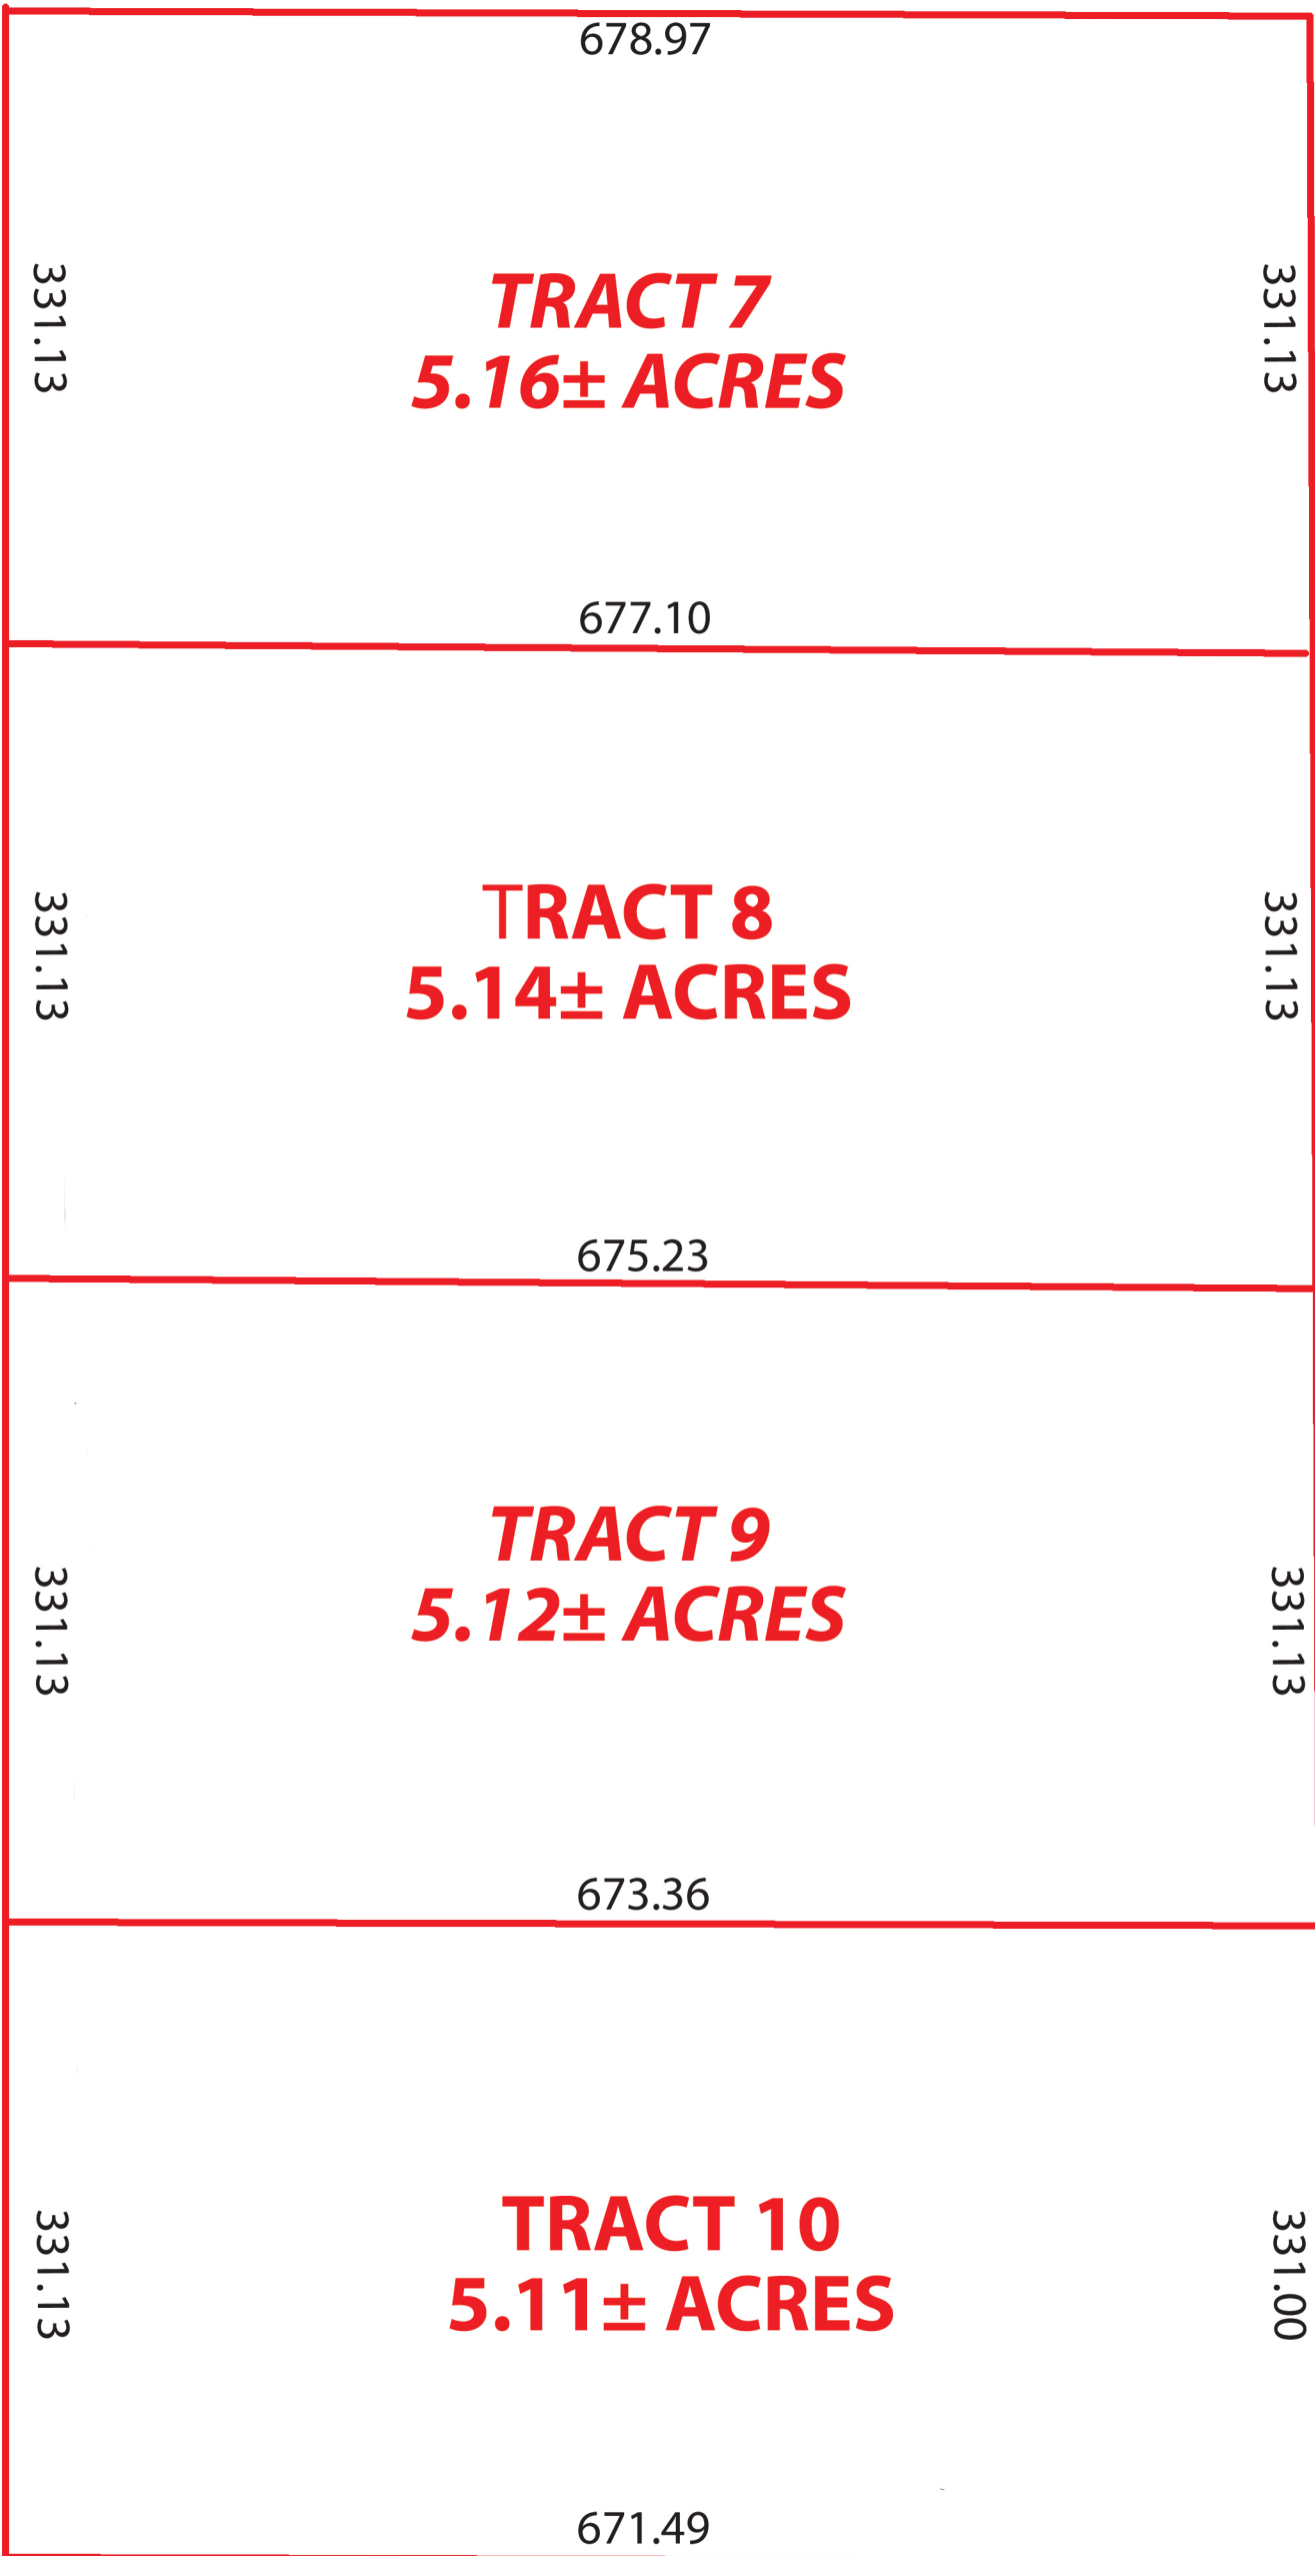 678.97
331.13
TRACT 7
5.16± ACRES
331.13
677.10
331.13
TRACT 8
5.14± ACRES
331.13
675.23
331.13
TRACT 9
5.12± ACRES
331.13
673.36
331.13
TRACT 10
5.11± ACRES
331.00
671.49